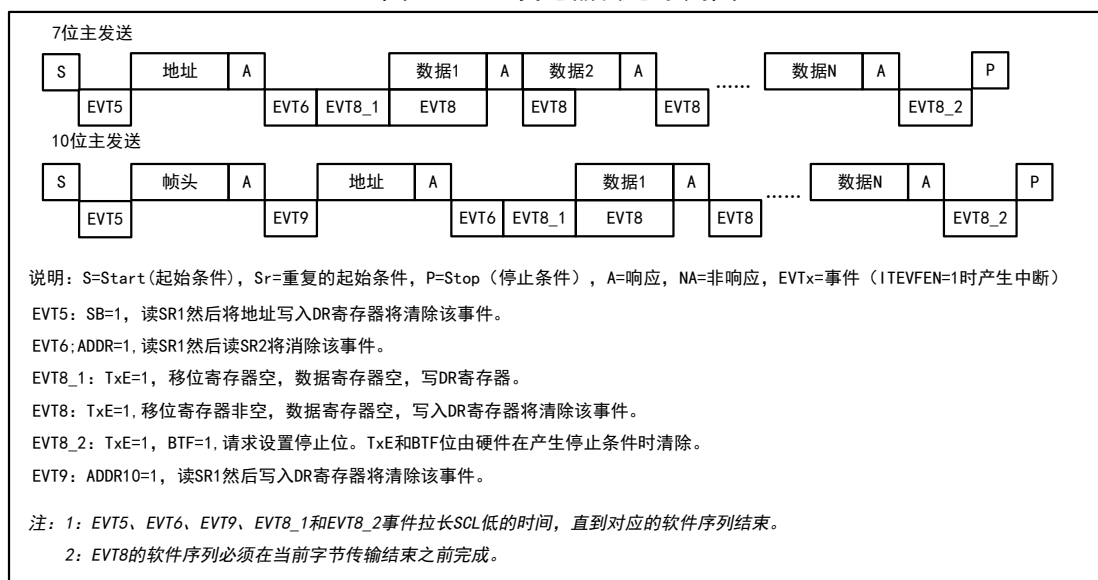 7位主发送
S 地址 A 数据1 A 数据2 A ...... 数据N A P
EVT5 EVT6 EVT8_1 EVT8 EVT8 EVT8 EVT8_2
10位主发送
S 帧头 A 地址 A 数据1 A ...... 数据N A P
EVT5 EVT9 EVT6 EVT8_1 EVT8 EVT8 EVT8_2
说明：S=Start(起始条件)，Sr=重复的起始条件，P=Stop（停止条件），A=响应，NA=非响应，EVTx=事件（ITEVFEN=1时产生中断）
EVT5：SB=1，读SR1然后将地址写入DR寄存器将清除该事件。
EVT6;ADDR=1,读SR1然后读SR2将消除该事件。
EVT8_1：TxE=1，移位寄存器空，数据寄存器空，写DR寄存器。
EVT8：TxE=1,移位寄存器非空，数据寄存器空，写入DR寄存器将清除该事件。
EVT8_2：TxE=1，BTF=1,请求设置停止位。TxE和BTF位由硬件在产生停止条件时清除。
EVT9：ADDR10=1，读SR1然后写入DR寄存器将清除该事件。
注：1：EVT5、EVT6、EVT9、EVT8_1和EVT8_2事件拉长SCL低的时间，直到对应的软件序列结束。
2：EVT8的软件序列必须在当前字节传输结束之前完成。